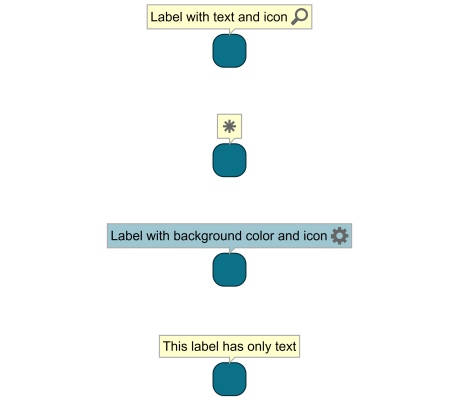 Label with text and icon
Label with background color and icon
This label has only text